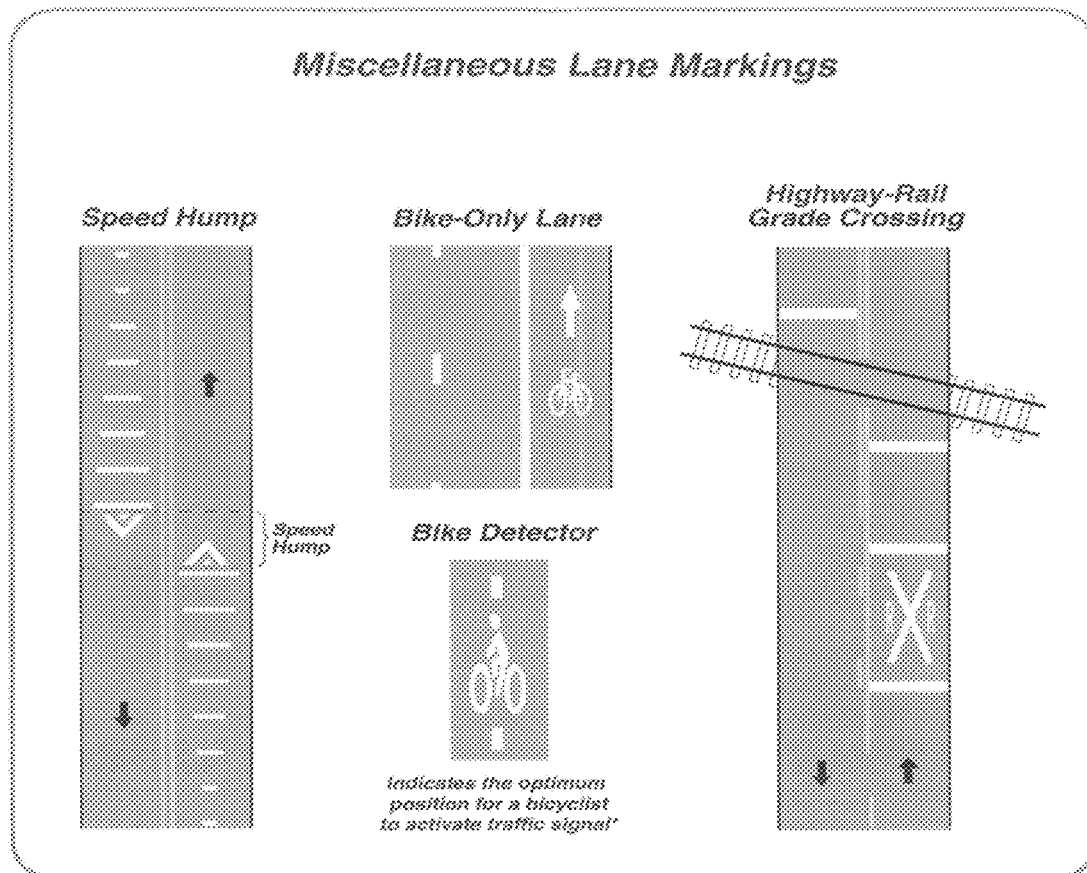 Miscellaneous Lane Markings
Speed Hump
Bike-Only Lane
Highway-Rail
Grade Crossing
Speed
Hump
Bike Detector
Indicates the optimum
position for a bicyclist
to activate traffic signal*